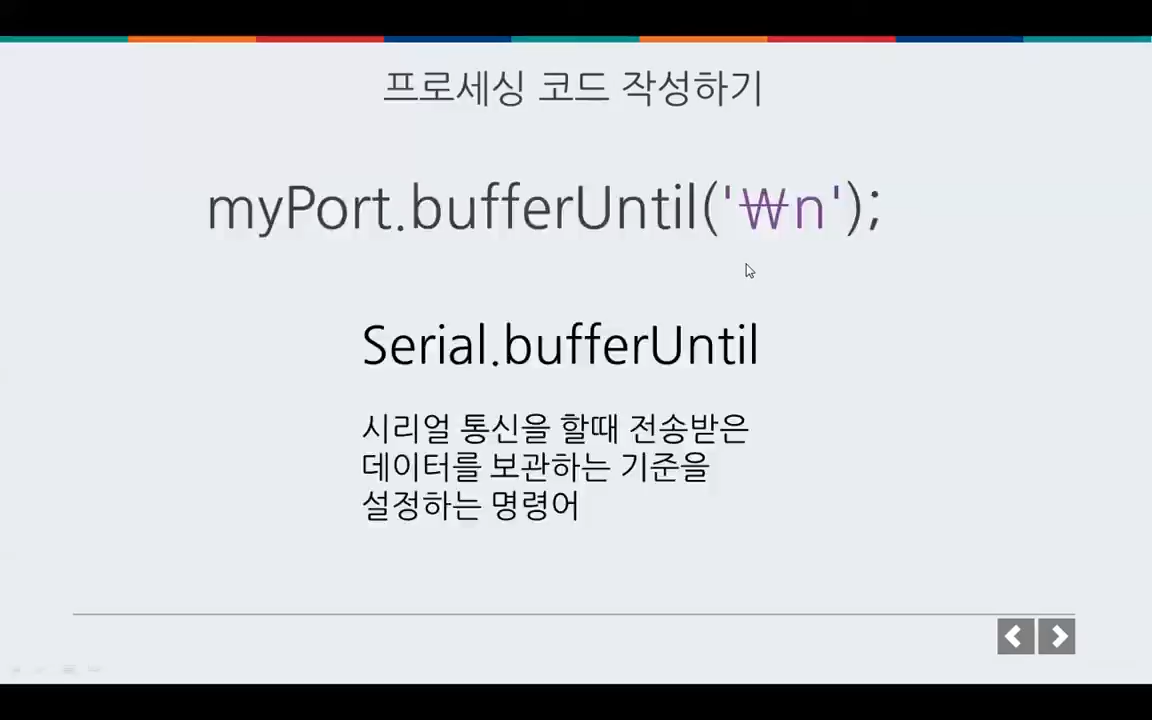 프로세싱 코드 작성하기
myPort.bufferUntil('₩n');
Serial.bufferUntil
시리얼 통신을 할때 전송받은
데이터를 보관하는 기준을
설정하는 명령어